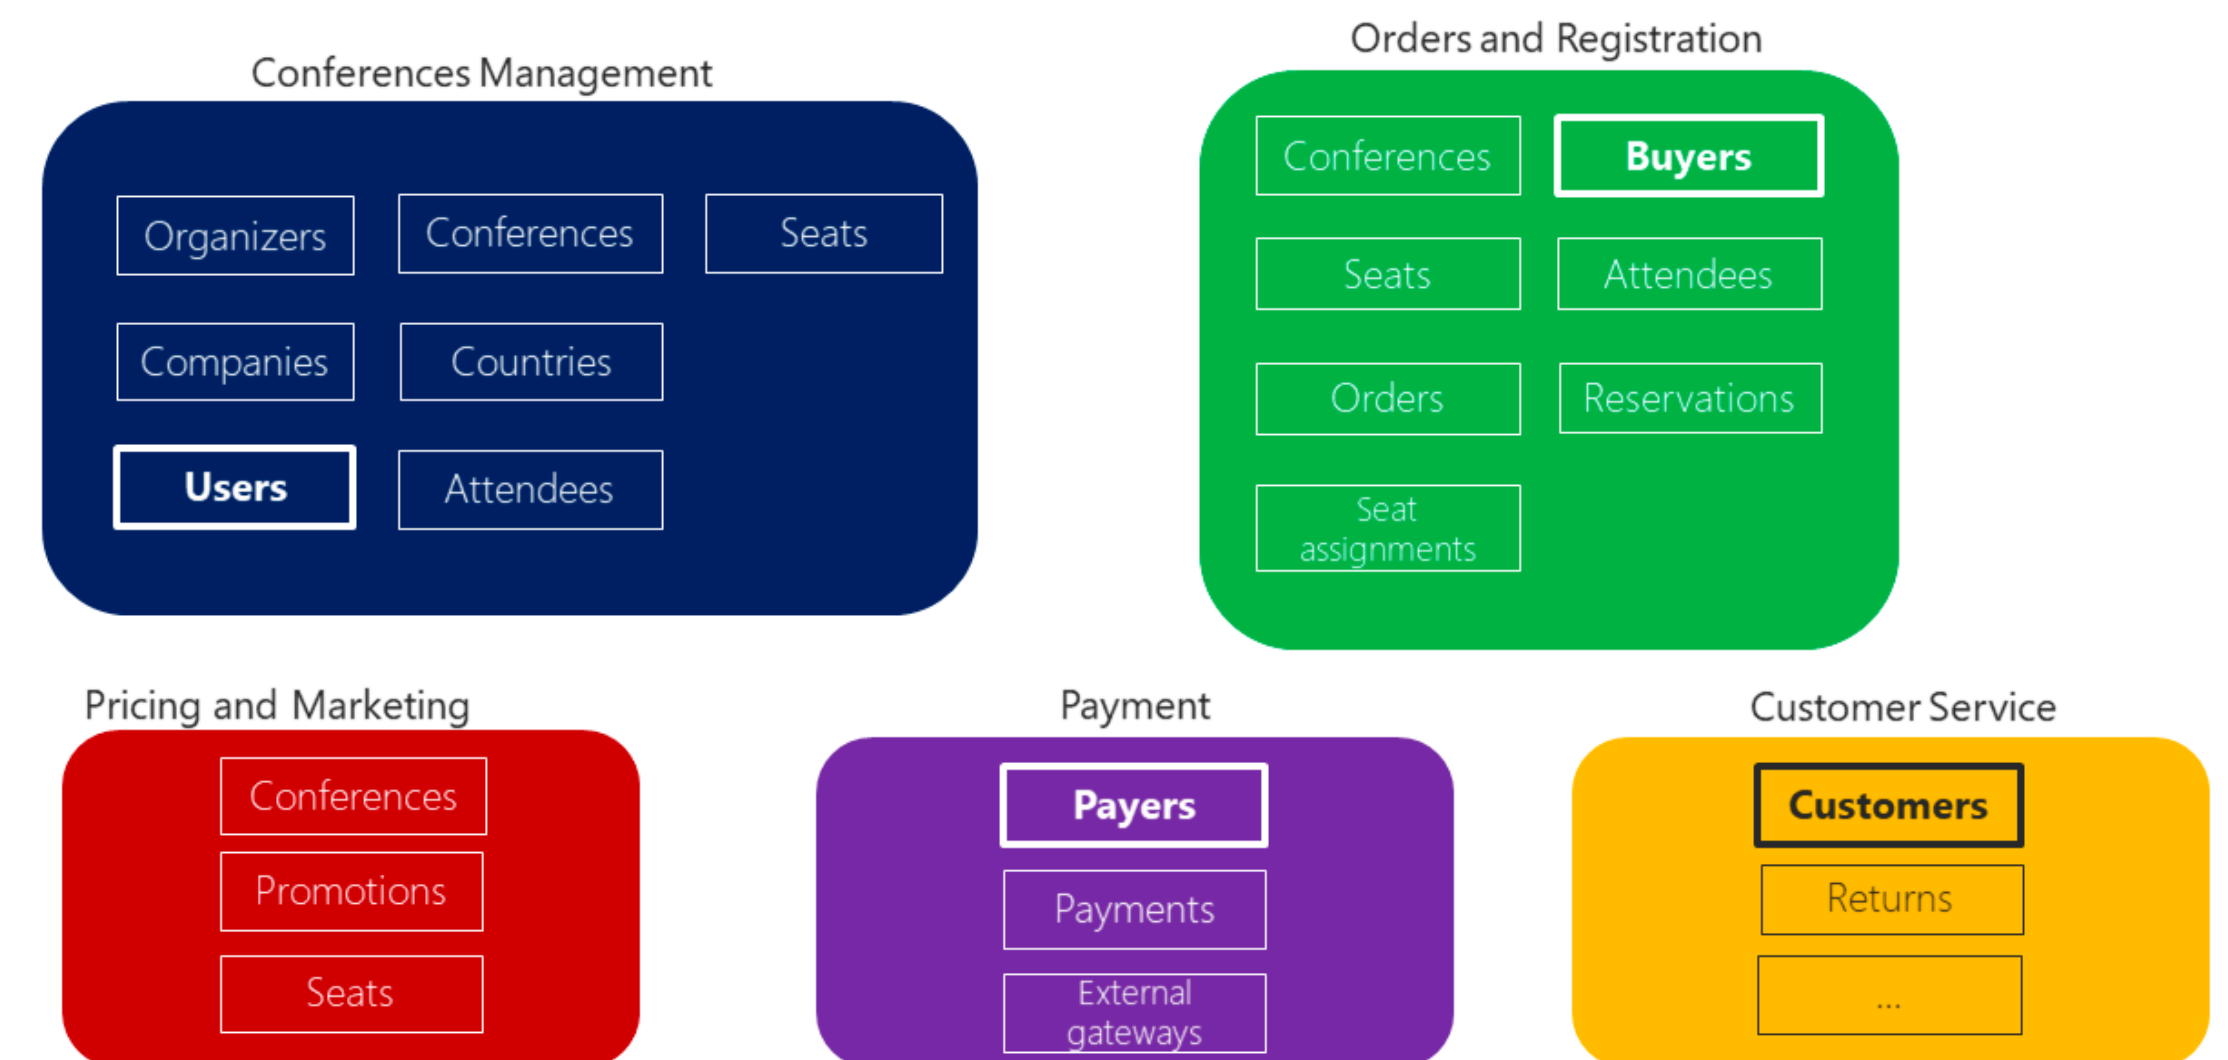 Conferences Management
Organizers
Conferences
Seats
Companies
Countries
Users
Attendees
Orders and Registration
Conferences
Buyers
Seats
Attendees
Orders
Reservations
Seat
assignments
Pricing and Marketing
Conferences
Promotions
Seats
Payment
Payers
Payments
External
gateways
Customer Service
Customers
Returns
...